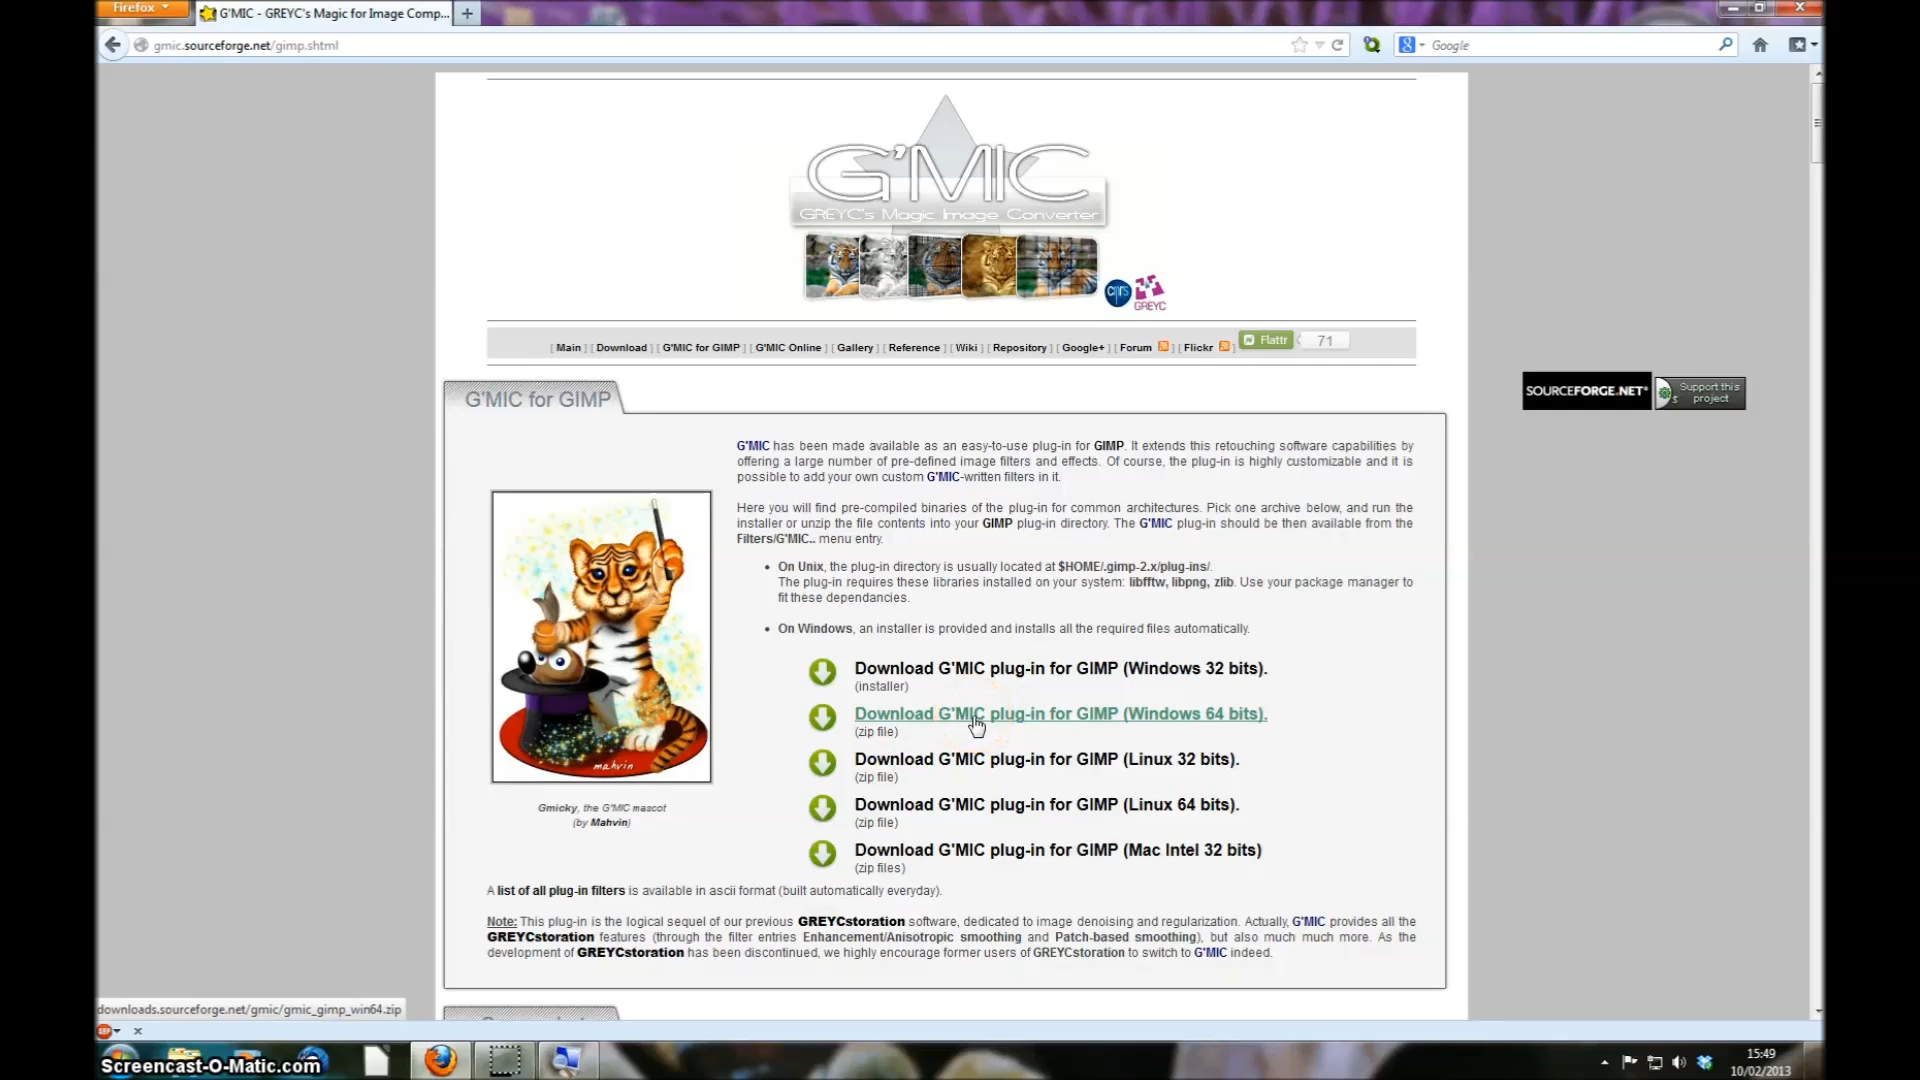 Firefox
G'MIC - GREYC's Magic for Image Comp...
gmic.sourceforge.net/gimp.shtml
Google
G'MIC
GREYC's Magic Image Converter
cnrs
GREYC
[ Main ] [ Download ] [ G'MIC for GIMP ] [ G'MIC Online ] [ Gallery ] [ Reference ] [ Wiki ] [ Repository ] [ Google+ ] [ Forum ] [ Flickr ]
Flattr 71
SOURCEFORGE.NET®
Support this
project
G'MIC for GIMP
G'MIC has been made available as an easy-to-use plug-in for GIMP. It extends this retouching software capabilities by
offering a large number of pre-defined image filters and effects. Of course, the plug-in is highly customizable and it is
possible to add your own custom G'MIC-written filters in it.
Here you will find pre-compiled binaries of the plug-in for common architectures. Pick one archive below, and run the
installer or unzip the file contents into your GIMP plug-in directory. The G'MIC plug-in should be then available from the
Filters/G'MIC.. menu entry.
• On Unix, the plug-in directory is usually located at $HOME/.gimp-2.x/plug-ins/.
The plug-in requires these libraries installed on your system: libfftw, libpng, zlib. Use your package manager to
fit these dependancies.
• On Windows, an installer is provided and installs all the required files automatically.
Download G'MIC plug-in for GIMP (Windows 32 bits).
(installer)
Download G'MIC plug-in for GIMP (Windows 64 bits).
(zip file)
Download G'MIC plug-in for GIMP (Linux 32 bits).
(zip file)
Download G'MIC plug-in for GIMP (Linux 64 bits).
(zip file)
Download G'MIC plug-in for GIMP (Mac Intel 32 bits)
(zip files)
mahvin
Gmicky, the G'MIC mascot
(by Mahvin)
A list of all plug-in filters is available in ascii format (built automatically everyday).
Note: This plug-in is the logical sequel of our previous GREYCstoration software, dedicated to image denoising and regularization. Actually, G'MIC provides all the
GREYCstoration features (through the filter entries Enhancement/Anisotropic smoothing and Patch-based smoothing), but also much much more. As the
development of GREYCstoration has been discontinued, we highly encourage former users of GREYCstoration to switch to G'MIC indeed.
downloads.sourceforge.net/gmic/gmic_gimp_win64.zip
ABP
Screencast-O-Matic.com
15:49
10/02/2013